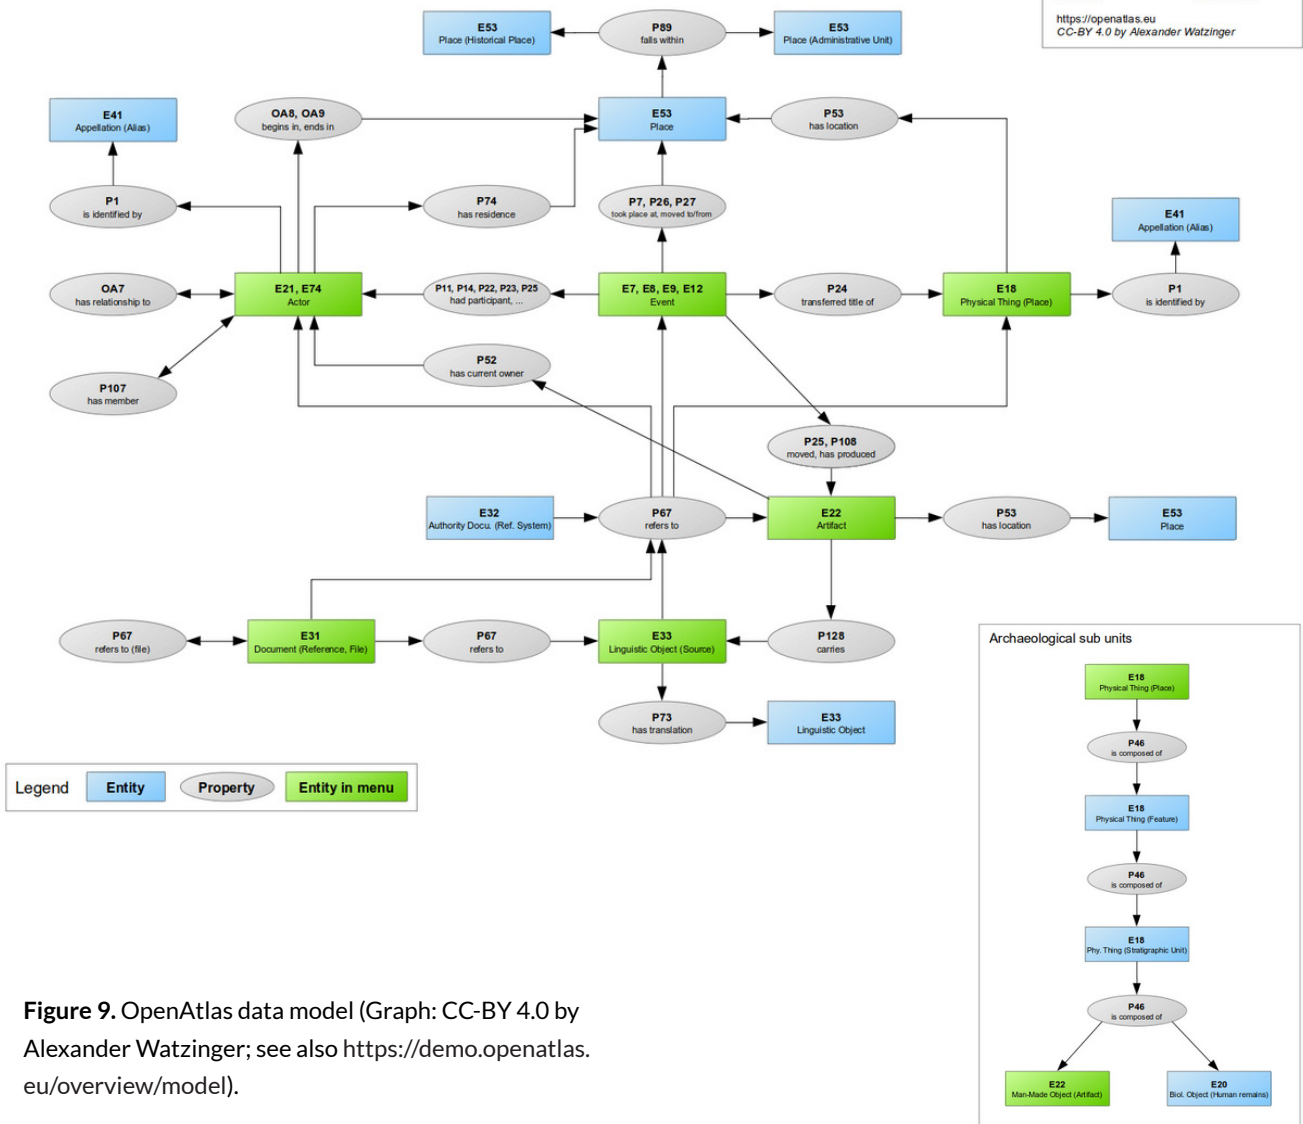 https://openatlas.eu
CC-BY 4.0 by Alexander Watzinger
E53
Place (Historical Place)
P89
falls within
E53
Place (Administrative Unit)
E41
Appellation (Alias)
OA8, OA9
begins in, ends in
E53
Place
P53
has location
P1
is identified by
P74
has residence
P7, P26, P27
took place at, moved to/from
E41
Appellation (Alias)
OA7
has relationship to
E21, E74
Actor
P11, P14, P22, P23, P25
had participant, ...
E7, E8, E9, E12
Event
P24
transferred title of
E18
Physical Thing (Place)
P1
is identified by
P107
has member
P52
has current owner
P25, P108
moved, has produced
E32
Authority Docu. (Ref. System)
P67
refers to
E22
Artifact
P53
has location
E53
Place
P67
refers to (file)
E31
Document (Reference, File)
P67
refers to
E33
Linguistic Object (Source)
P128
carries
P73
has translation
E33
Linguistic Object
Legend
Entity
Property
Entity in menu
Archaeological sub units
E18
Physical Thing (Place)
P46
is composed of
E18
Physical Thing (Feature)
P46
is composed of
E18
Phy. Thing (Stratigraphic Unit)
P46
is composed of
E22
Man-Made Object (Artifact)
E20
Biol. Object (Human remains)
Figure 9. OpenAtlas data model (Graph: CC-BY 4.0 by
Alexander Watzinger; see also https://demo.openatlas.
eu/overview/model).